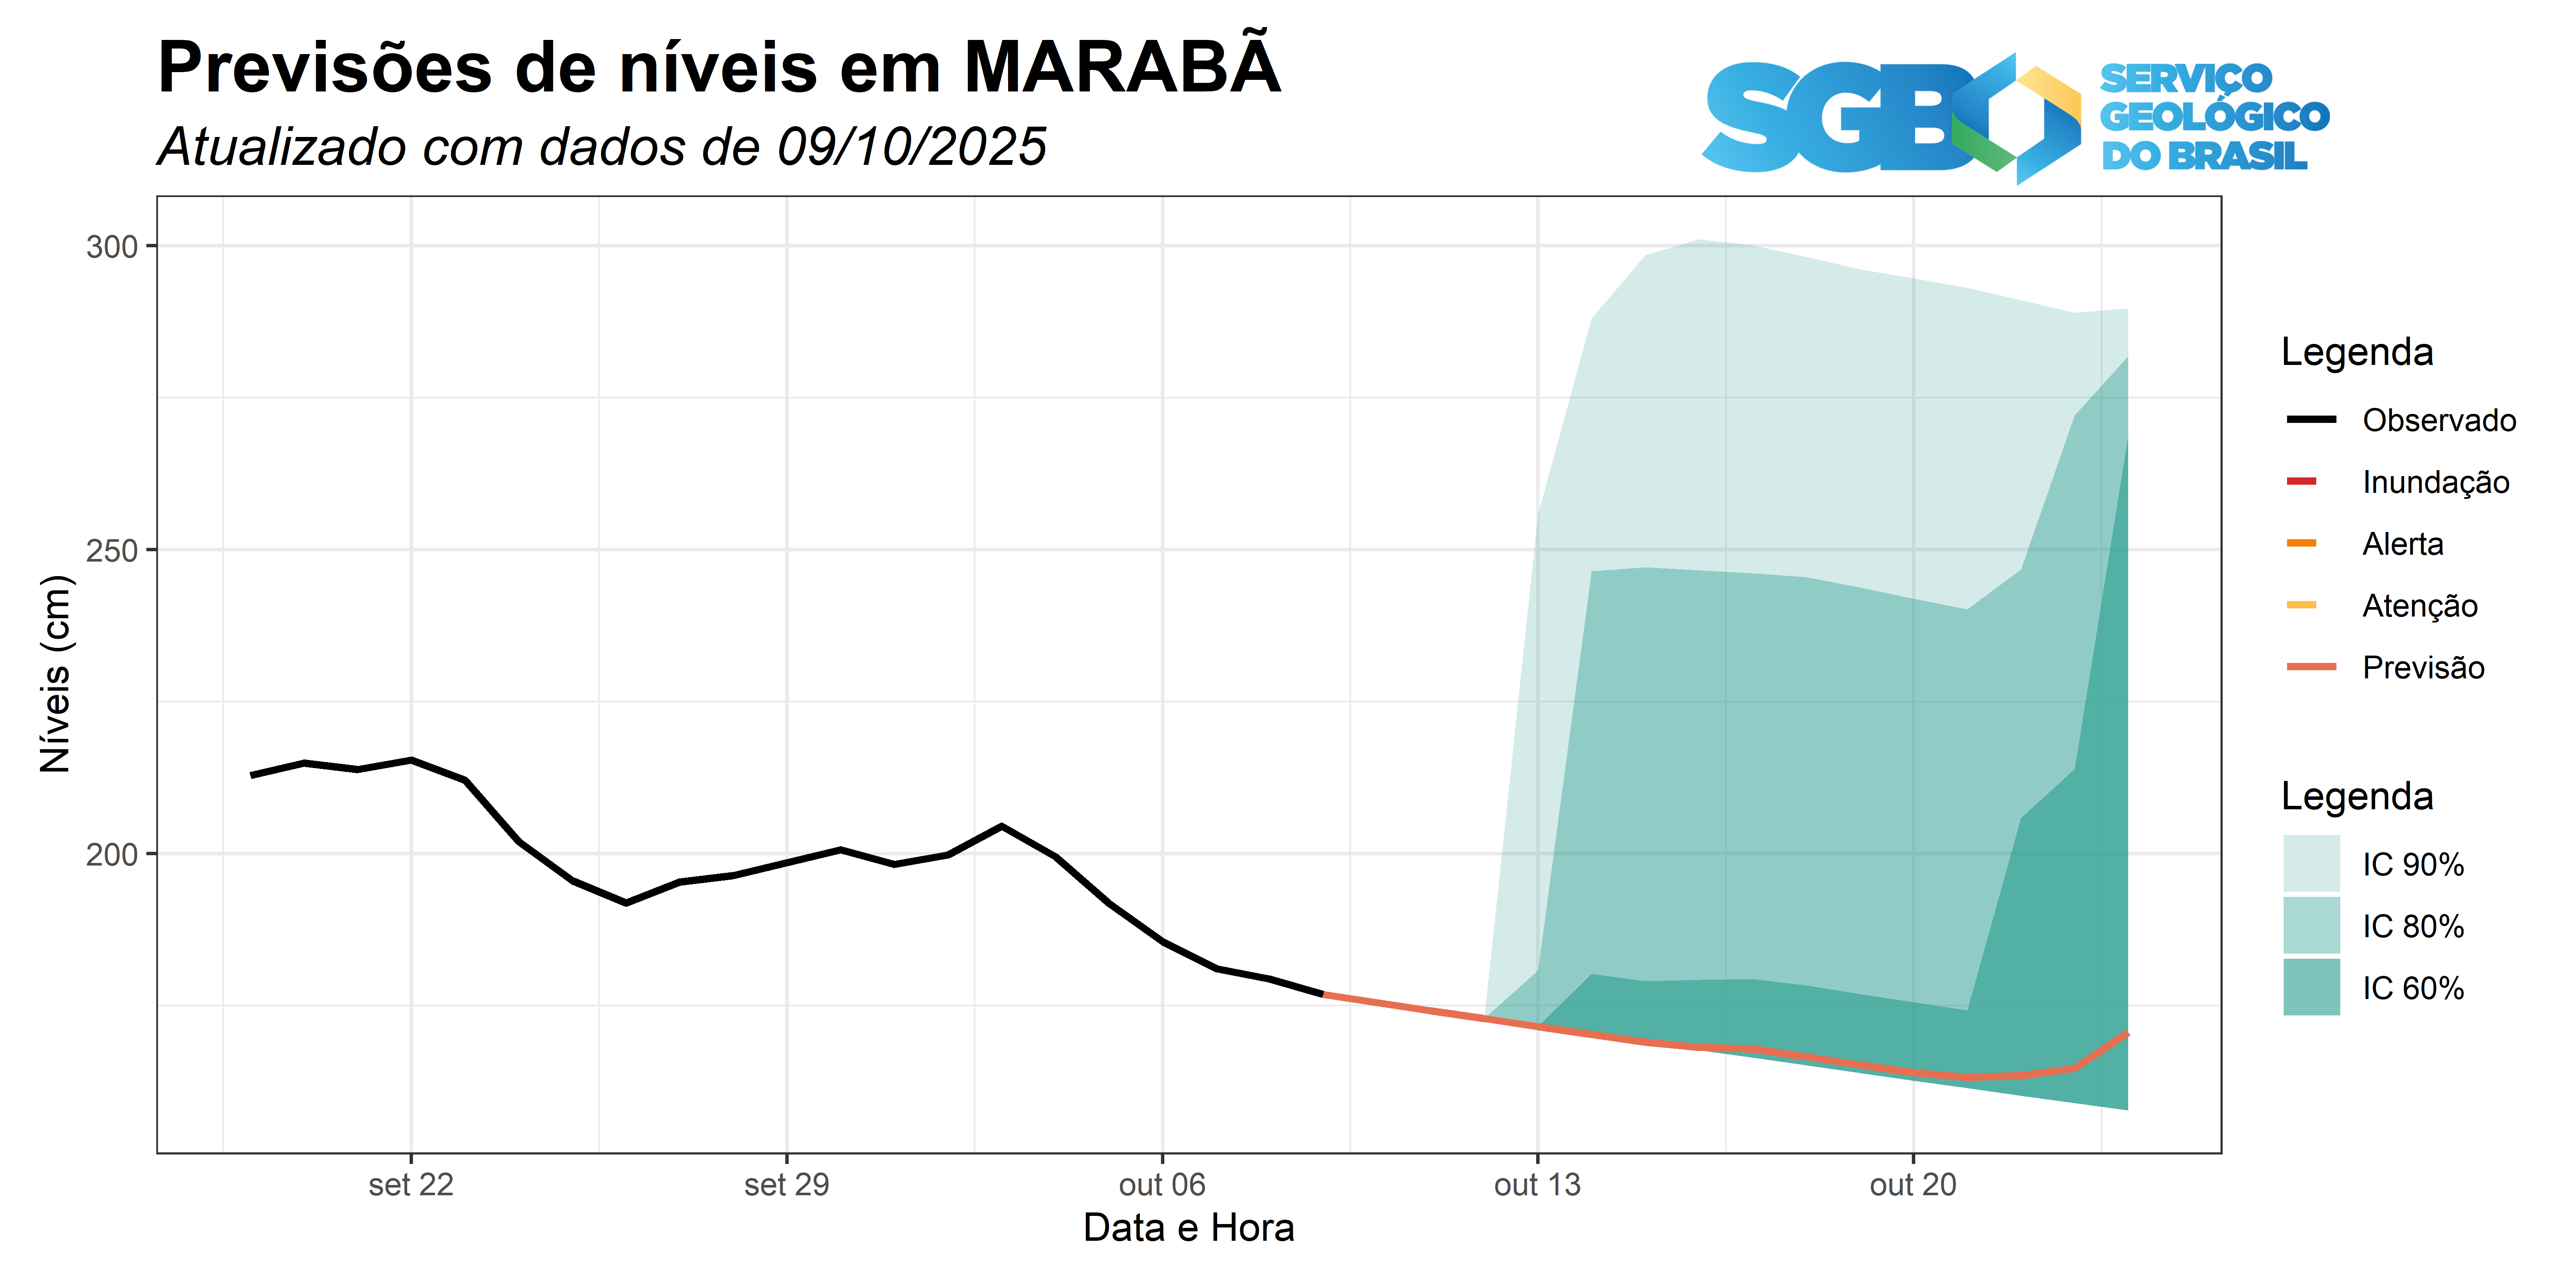 Previsões de níveis em MARABÃ
Atualizado com dados de 09/10/2025
SGB
SERVIÇO
GEOLÓGICO
DO BRASIL
300
250
200
Níveis (cm)
set 22
set 29
out 06
out 13
out 20
Data e Hora
Legenda
Observado
Inundação
Alerta
Atenção
Previsão
Legenda
IC 90%
IC 80%
IC 60%